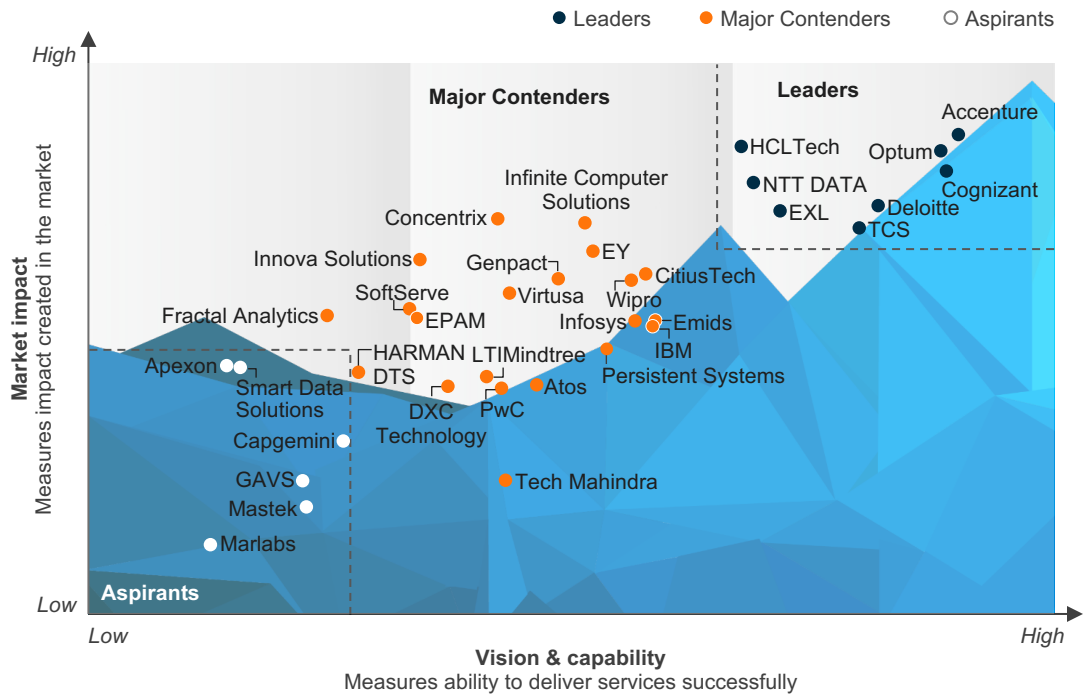 Leaders
Major Contenders
Aspirants
High
Major Contenders
Leaders
Accenture
HCLTech
Optum
Infinite Computer
Solutions
NTT DATA
Cognizant
Concentrix
EXL
Deloitte
TCS
EY
Innova Solutions
Genpact
CitiusTech
SoftServe
Virtusa
Wipro
Fractal Analytics
EPAM
Infosys
Emids
IBM
HARMAN
DTS
LTIMindtree
Apexon
Persistent Systems
Smart Data
Solutions
Atos
DXC
Technology
PwC
Capgemini
GAVS
Tech Mahindra
Mastek
Marlabs
Aspirants
Market impact
Measures impact created in the market
Low
Low
High
Vision & capability
Measures ability to deliver services successfully